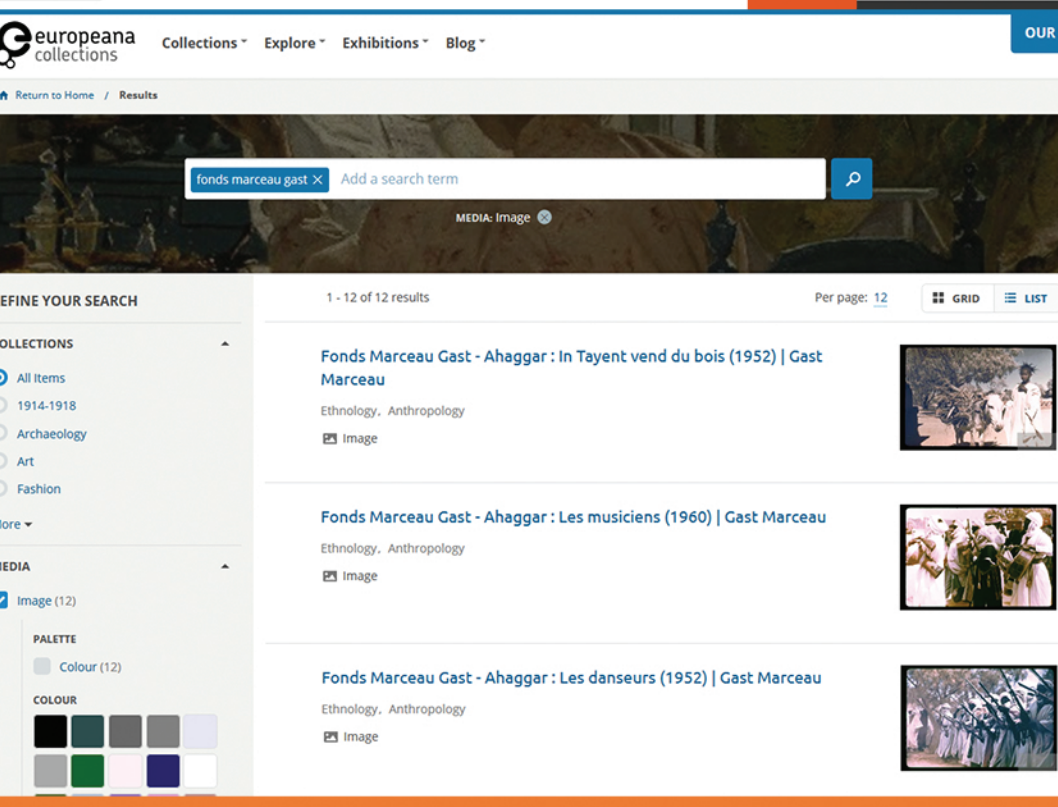 europeana
collections
Collections Explore Exhibitions Blog
OUR
Return to Home / Results
fonds marceau gast × Add a search term
MEDIA: Image
EFINE YOUR SEARCH
1 - 12 of 12 results
Per page: 12
GRID
LIST
OLLECTIONS
All Items
1914-1918
Archaeology
Art
Fashion
ore
EDIA
Image (12)
PALETTE
Colour (12)
COLOUR
Fonds Marceau Gast - Ahaggar : In Tayent vend du bois (1952) | Gast
Marceau
Ethnology, Anthropology
Image
Fonds Marceau Gast - Ahaggar : Les musiciens (1960) | Gast Marceau
Ethnology, Anthropology
Image
Fonds Marceau Gast - Ahaggar : Les danseurs (1952) | Gast Marceau
Ethnology, Anthropology
Image